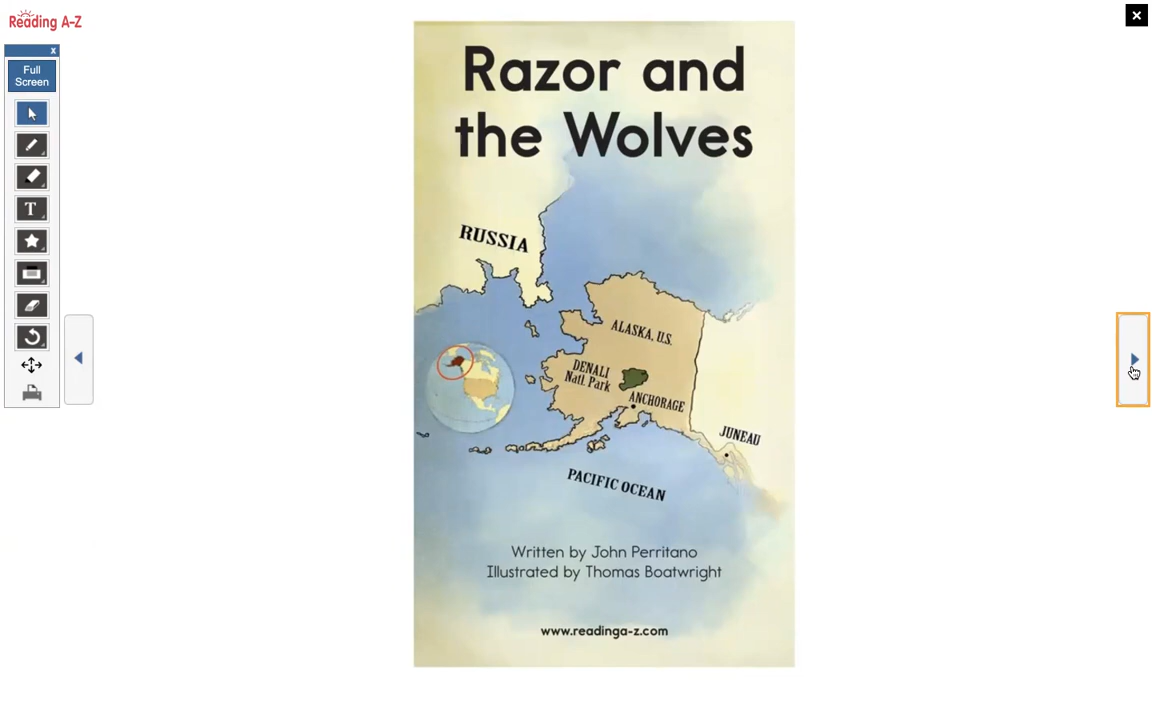 Reading A-Z
x
Full
Screen
T
Razor and
the Wolves
RUSSIA
ALASKA, U.S.
DENALI
Natl. Park
ANCHORAGE
JUNEAU
PACIFIC OCEAN
Written by John Perritano
Illustrated by Thomas Boatwright
www.readinga-z.com